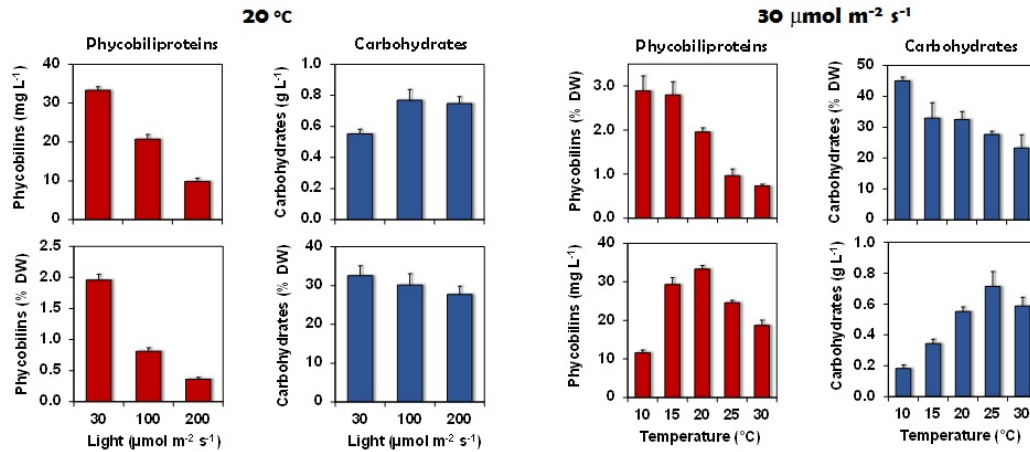 20 °C
30 µmol m-2 s-1
Phycobiliproteins
Carbohydrates
Phycobiliproteins
Carbohydrates
Phycobilins (mg L-1)
40
30
20
10
0
Carbohydrates (g L-1)
1.0
0.8
0.6
0.4
0.2
0.0
Phycobilins (% DW)
3.0
2.0
1.0
0.0
Carbohydrates (% DW)
50
40
30
20
10
0
Phycobilins (% DW)
2.5
2.0
1.5
1.0
0.5
0.0
30 100 200
Light (µmol m-2 s-1)
Carbohydrates (% DW)
40
30
20
10
0
30 100 200
Light (µmol m-2 s-1)
Phycobilins (mg L-1)
40
30
20
10
0
10 15 20 25 30
Temperature (°C)
Carbohydrates (g L-1)
1.0
0.8
0.6
0.4
0.2
0.0
10 15 20 25 30
Temperature (°C)